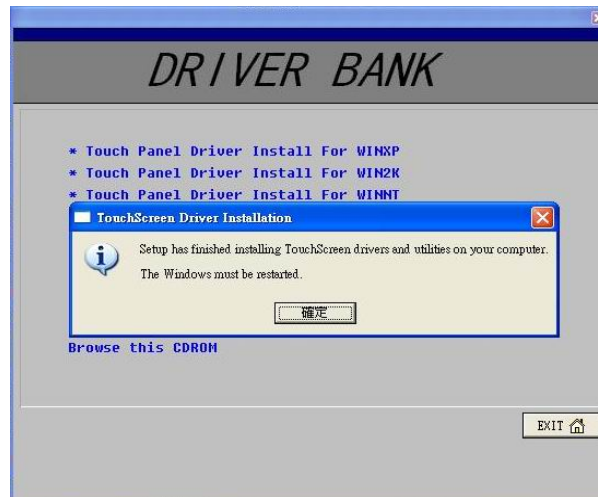 DRIVER BANK
* Touch Panel Driver Install For WINXP
* Touch Panel Driver Install For WIN2K
* Touch Panel Driver Install For WINNT
TouchScreen Driver Installation
Setup has finished installing TouchScreen drivers and utilities on your computer.
The Windows must be restarted.
確定
Browse this CDROM
EXIT